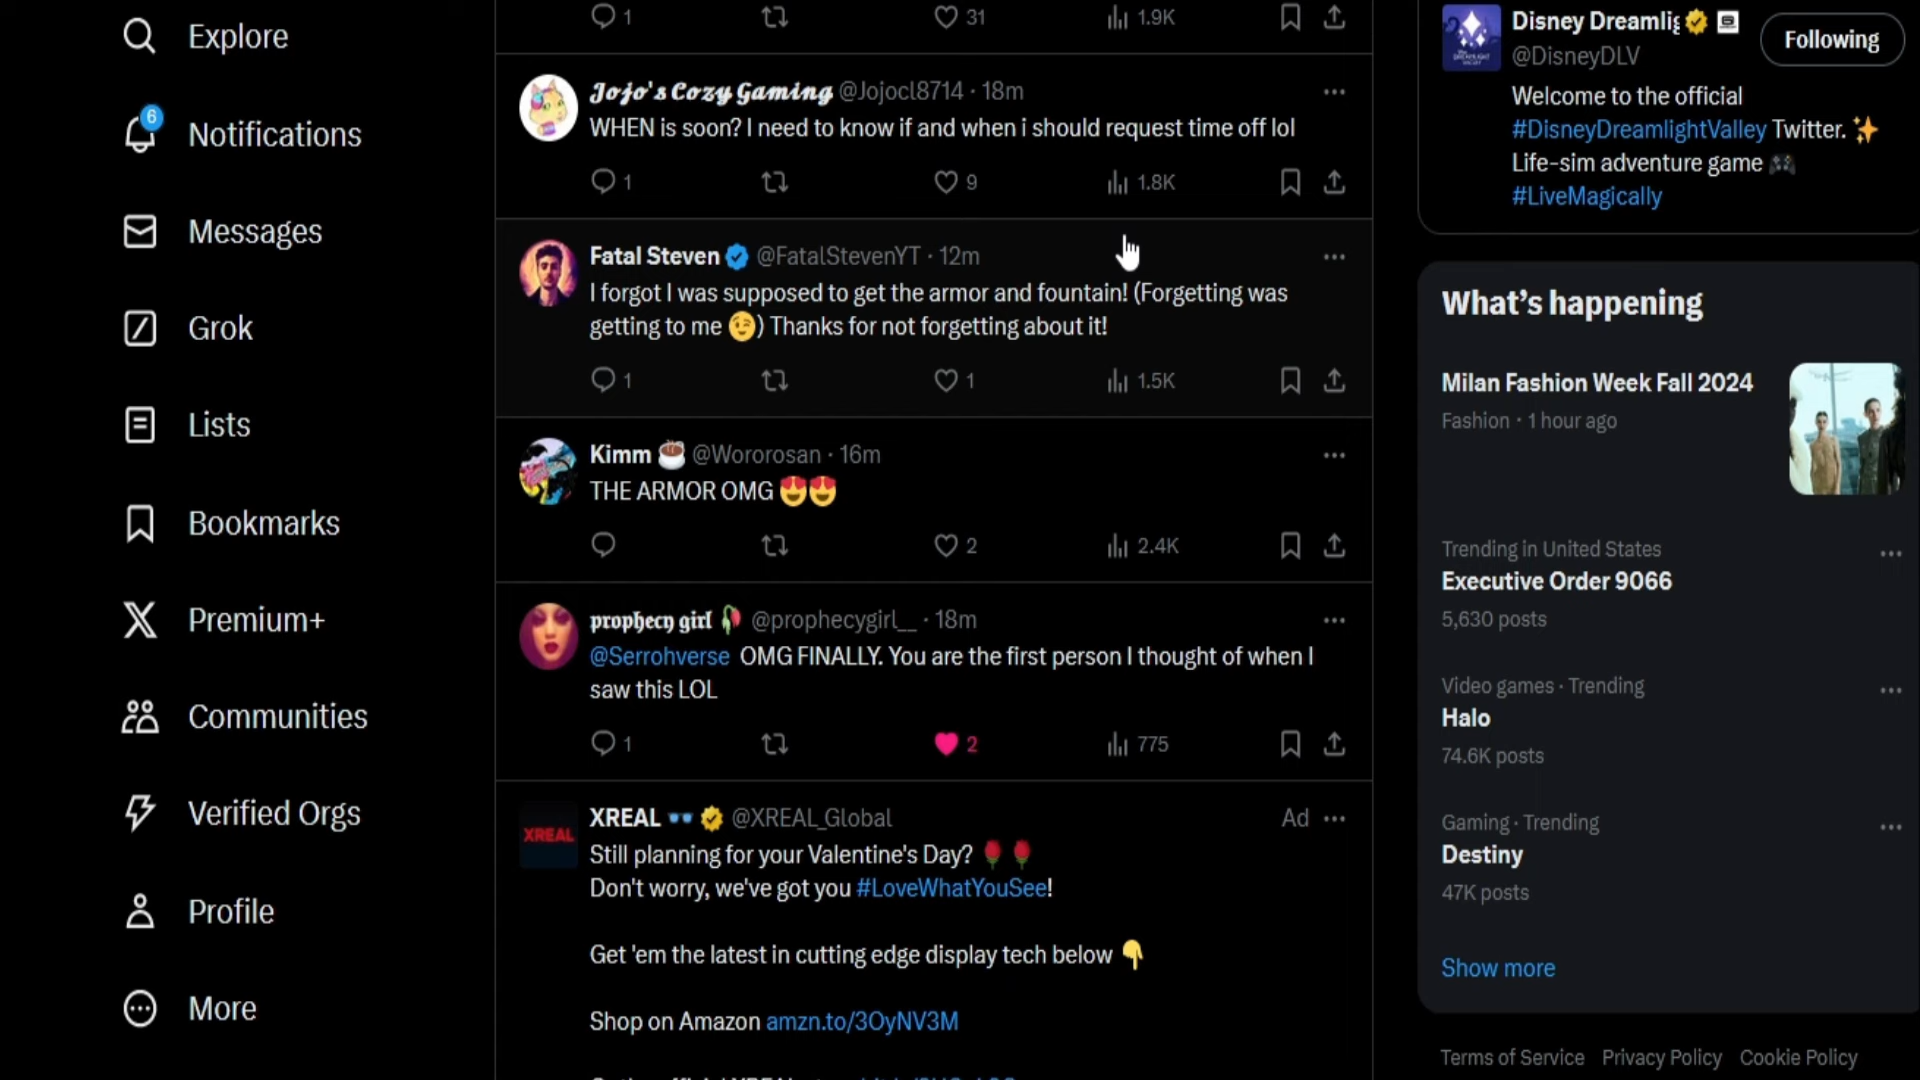 Explore
Notifications
6
Messages
Grok
Lists
Bookmarks
Premium+
Communities
Verified Orgs
Profile
More
1
31
1.9K
Jojo's Cozy Gaming @Jojocl8714 · 18m
WHEN is soon? I need to know if and when i should request time off lol
1
9
1.8K
Fatal Steven @FatalStevenYT · 12m
I forgot I was supposed to get the armor and fountain! (Forgetting was
getting to me 😉) Thanks for not forgetting about it!
1
1
1.5K
Kimm ☕ @Wororosan · 16m
THE ARMOR OMG 😍😍
2
2.4K
prophecy girl 🥀 @prophecygirl__ · 18m
@Serrohverse OMG FINALLY. You are the first person I thought of when I
saw this LOL
1
2
775
XREAL
XREAL 🕶️ @XREAL_Global
Ad
Still planning for your Valentine's Day? 🌹🌹
Don't worry, we've got you #LoveWhatYouSee!
Get 'em the latest in cutting edge display tech below 👇
Shop on Amazon amzn.to/3OyNV3M
Disney Dreamlig
@DisneyDLV
Following
Welcome to the official
#DisneyDreamlightValley Twitter. ✨
Life-sim adventure game 🎮
#LiveMagically
What's happening
Milan Fashion Week Fall 2024
Fashion · 1 hour ago
Trending in United States
Executive Order 9066
5,630 posts
Video games · Trending
Halo
74.6K posts
Gaming · Trending
Destiny
47K posts
Show more
Terms of Service Privacy Policy Cookie Policy